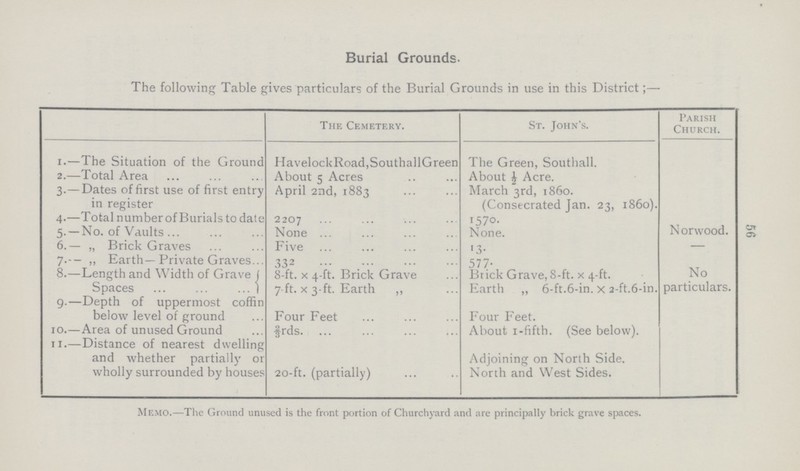 Burial Grounds.
The following Table gives particulars of the Burial Grounds in use in this District;—
The Cemetery. St. John's. Parish Church.
1.—The Situation of the Ground HavelockRoad,SouthallGreen The Green, Southall.
2.—Total Area ... ... ... About 5 Acres ... ... About ½ Acre.
3.—Dates of first use of first entry April 2nd, 1883 ... ... March 3rd, 1860.
in register (Consecrated Jan. 23, 1860).
4.—Total number of Burials to date 2207 ... ... ... ... 1570.
5.—No. of Vaults ... ... ... None ... ... ... ... None. Norwood.
6.— „ Brick Graves ... ... Five ... ... ... ... 13. —
7.— „ Earth—Private Graves... 332 ... ... ... ... 577.
8.—Length and Width of Grave } 8-ft. x 4-ft. Brick Grave ... Brick Grave, 8-ft. x 4-ft. No
Spaces ... ... ... } 7-ft. x 3-ft. Earth „ ... Earth „ 6-ft.6-in. x 2-ft.6-in. particulars.
9.—Depth of uppermost coffin
below level of ground ... Four Feet ... ... ... Four Feet.
10.—Area of unused Ground ... ⅔rds. ... ... ... ... About 1-fifth. (See below).
11.—Distance of nearest dwelling
and whether partially or Adjoining on North Side.
wholly surrounded by houses 20-ft. (partially) ... ... North and West Sides.
Memo.—The Ground unused is the front portion of Churchyard and are principally brick grave spaces.
56